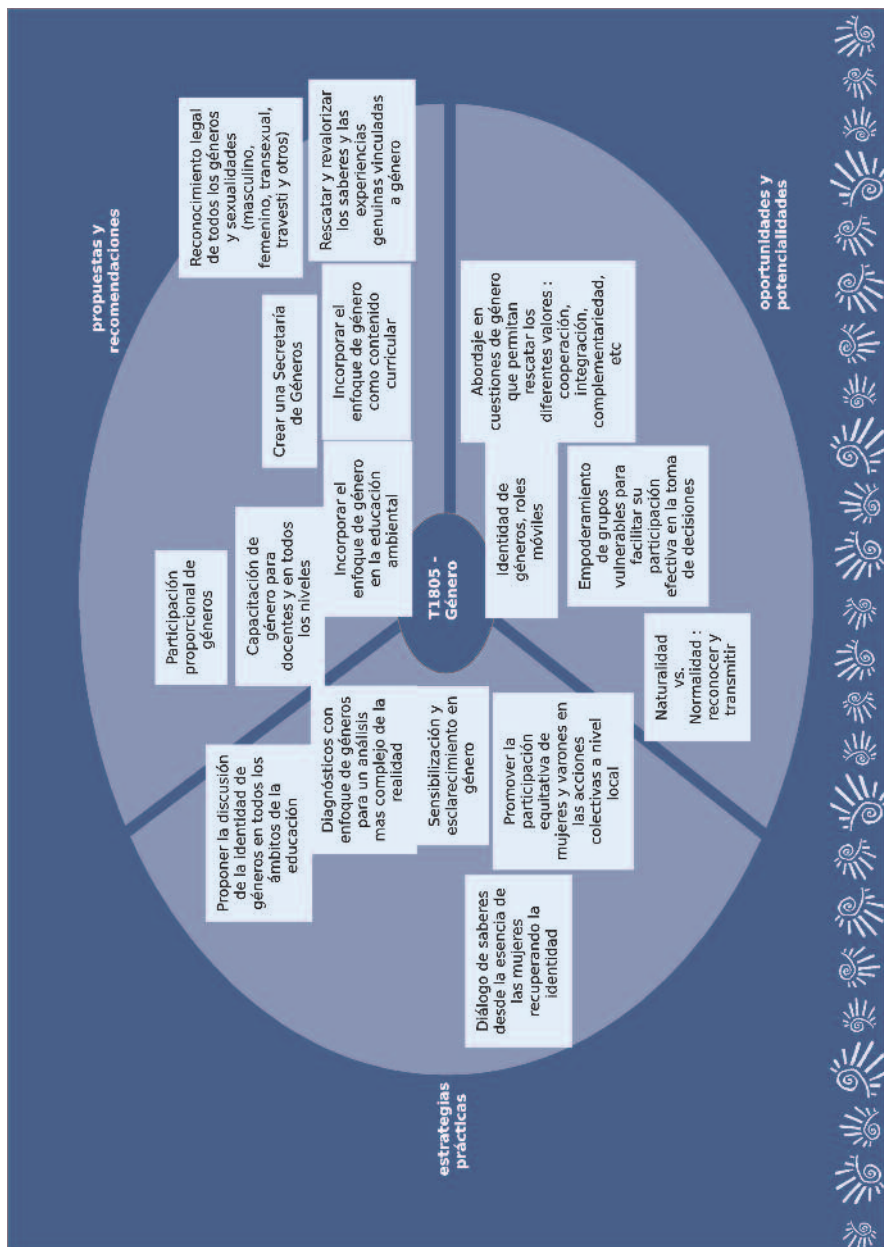 propuestas y
recomendaciones
Participación
proporcional de
géneros
Capacitación de
género para
docentes y en todos
los niveles
Incorporar el
enfoque de género
en la educación
ambiental
Crear una Secretaría
de Géneros
Incorporar el
enfoque de género
como contenido
curricular
Reconocimiento legal
de todos los géneros
y sexualidades
(masculino,
femenino, transexual,
travesti y otros)
Rescatar y revalorizar
los saberes y las
experiencias
genuinas vinculadas
a género
estrategias
prácticas
Proponer la discusión
de la identidad de
géneros en todos los
ámbitos de la
educación
Diagnósticos con
enfoque de géneros
para un análisis
mas complejo de la
realidad
Sensibilización y
esclarecimiento en
género
Promover la
participación
equitativa de
mujeres y varones en
las acciones
colectivas a nivel
local
Diálogo de saberes
desde la esencia de
las mujeres
recuperando la
identidad
T1805 -
Género
Identidad de
géneros, roles
móviles
Abordaje en
cuestiones de género
que permitan
rescatar los
diferentes valores :
cooperación,
integración,
complementariedad,
etc
Empoderamiento
de grupos
vulnerables para
facilitar su
participación
efectiva en la toma
de decisiones
Naturalidad
vs.
Normalidad :
reconocer y
transmitir
oportunidades y
potencialidades